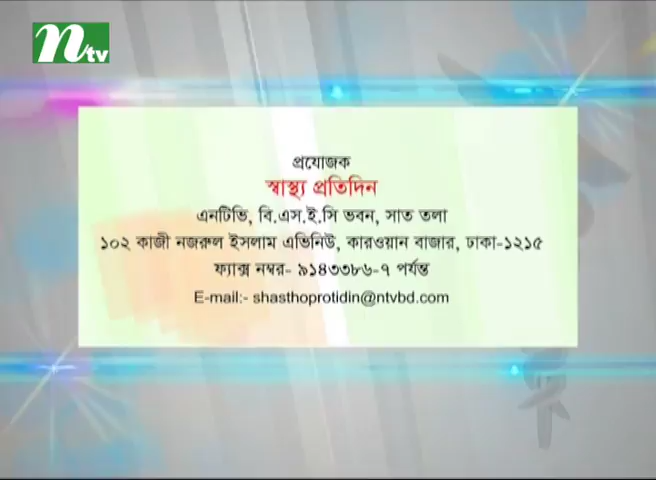 ntv
প্রযোজক
স্বাস্থ্য প্রতিদিন
এনটিভি, বি.এস.ই.সি ভবন, সাত তলা
১০২ কাজী নজরুল ইসলাম এভিনিউ, কারওয়ান বাজার, ঢাকা-১২১৫
ফ্যাক্স নম্বর- ৯১৪৩৩৮৬-৭ পর্যন্ত
E-mail:- shasthoprotidin@ntvbd.com